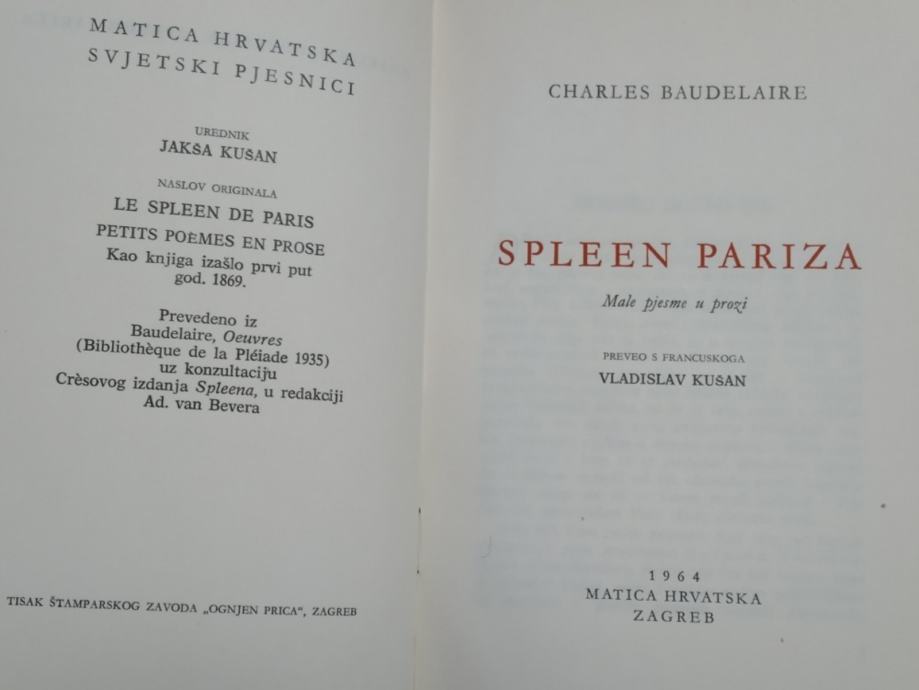 MATICA HRVATSKA
SVJETSKI PJESNICI
UREDNIK
JAKŠA KUŠAN
NASLOV ORIGINALA
LE SPLEEN DE PARIS
PETITS POÈMES EN PROSE
Kao knjiga izašlo prvi put
god. 1869.
Prevedeno iz
Baudelaire, Oeuvres
(Bibliothèque de la Pléiade 1935)
uz konzultaciju
Crèsovog izdanja Spleena, u redakciji
Ad. van Bevera
TISAK ŠTAMPARSKOG ZAVODA „OGNJEN PRICA“, ZAGREB
CHARLES BAUDELAIRE
SPLEEN PARIZA
Male pjesme u prozi
PREVEO S FRANCUSKOGA
VLADISLAV KUŠAN
1964
MATICA HRVATSKA
ZAGREB